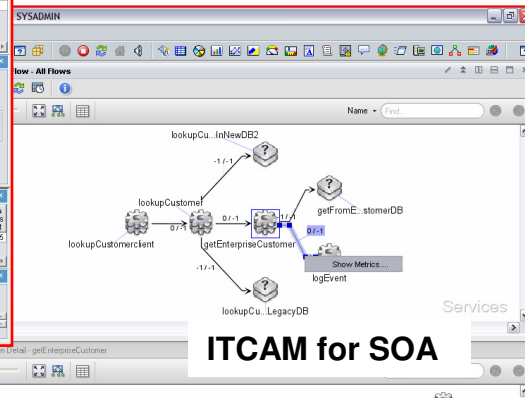 SYSADMIN
low - All Flows
Name
Find
lookupCu...InNewDB2
-1 / -1
lookupCustomer
getFromE...stomerDB
0 / -1
0 / -1
-1 / -1
0 / -1
lookupCustomerclient
getEnterpriseCustomer
Show Metrics....
-1 / -1
logEvent
lookupCu...LegacyDB
Services
ITCAM for SOA
n Detail - getEnterpriseCustomer